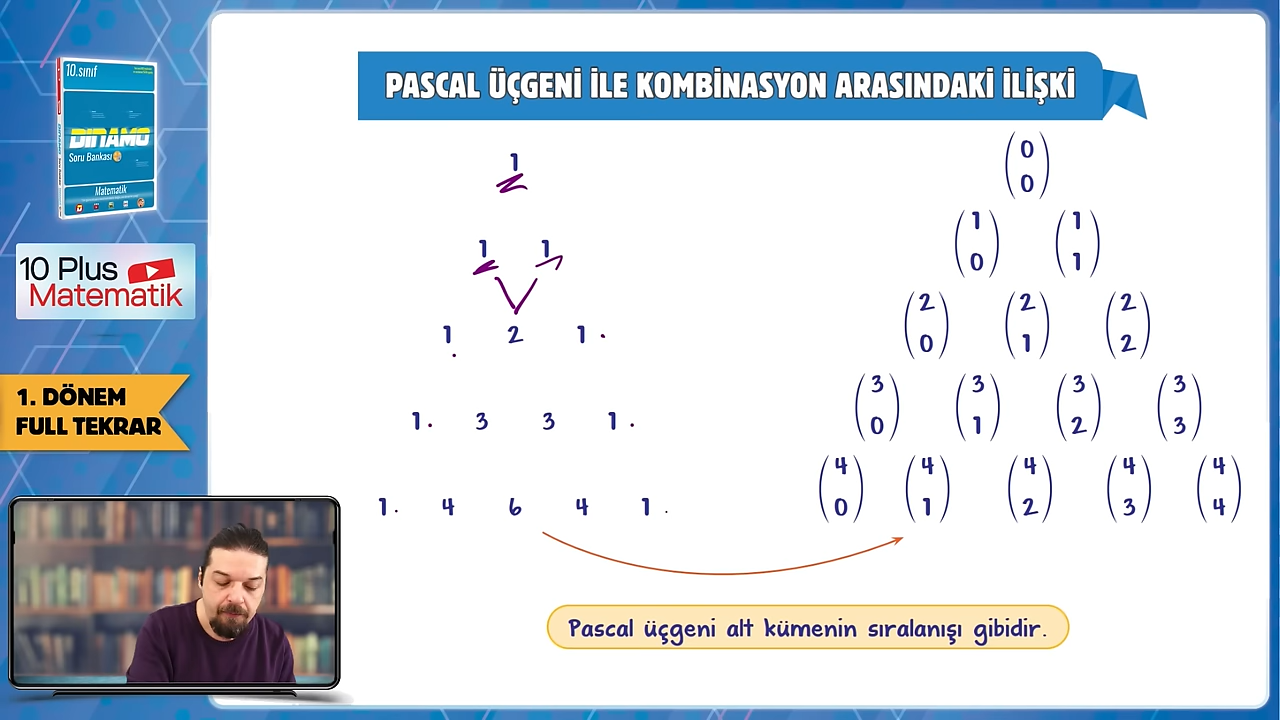 PASCAL ÜÇGENİ İLE KOMBİNASYON ARASINDAKİ İLİŞKİ
10.sınıf
DİNAMO
Soru Bankası
Matematik
10 Plus
Matematik
1. DÖNEM
FULL TEKRAR
1
1 1
1 2 1
1 3 3 1
1 4 6 4 1
(0 0)
(1 0) (1 1)
(2 0) (2 1) (2 2)
(3 0) (3 1) (3 2) (3 3)
(4 0) (4 1) (4 2) (4 3) (4 4)
Pascal üçgeni alt kümenin sıralanışı gibidir.